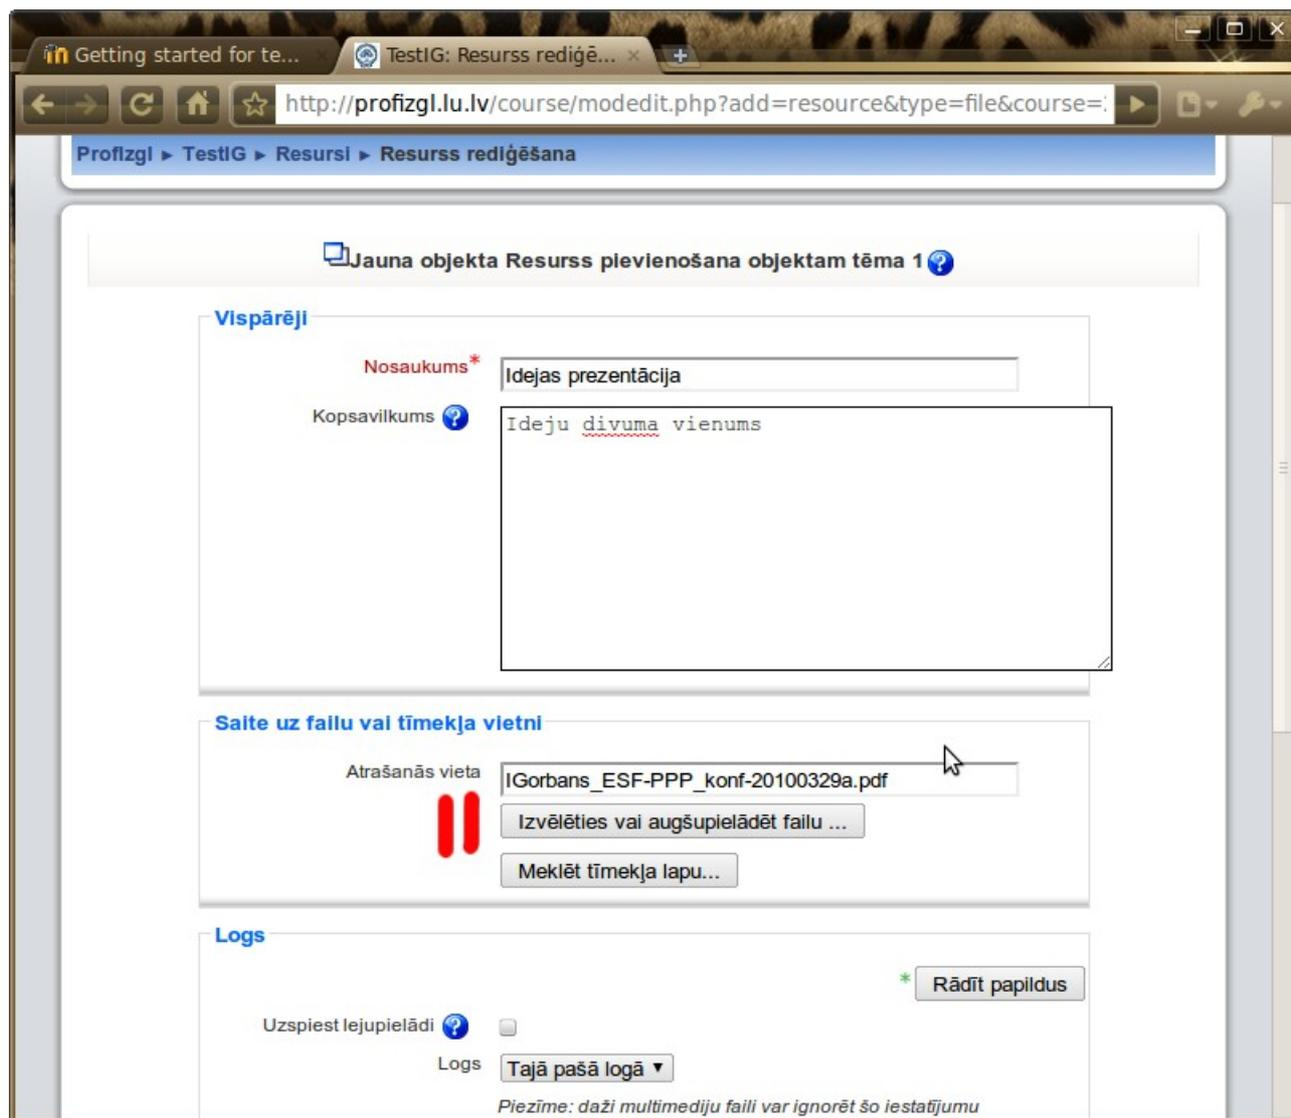 Getting started for te...
TestIG: Resurss rediģē...
http://profizgl.lu.lv/course/modedit.php?add=resource&type=file&course=
ProfIzgl ► TestIG ► Resursi ► Resurss rediģēšana
Jauna objekta Resurss pievienošana objektam tēma 1
Vispārēji
Nosaukums*
Idejas prezentācija
Kopsavilkums
Ideju divuma vienums
Saite uz failu vai tīmekļa vietni
Atrašanās vieta
IGorbans_ESF-PPP_konf-20100329a.pdf
Izvēlēties vai augšupielādēt failu ...
Meklēt tīmekļa lapu...
Logs
* Rādīt papildus
Uzspiest lejupielādi
Logs
Tajā pašā logā ▼
Piezīme: daži multimediju faili var ignorēt šo iestatījumu